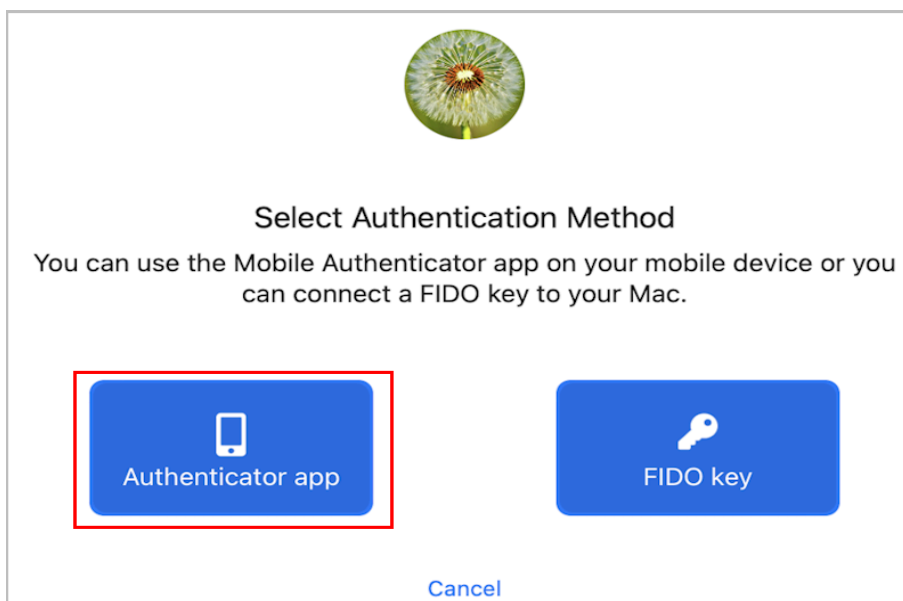 Select Authentication Method
You can use the Mobile Authenticator app on your mobile device or you
can connect a FIDO key to your Mac.
Authenticator app
FIDO key
Cancel